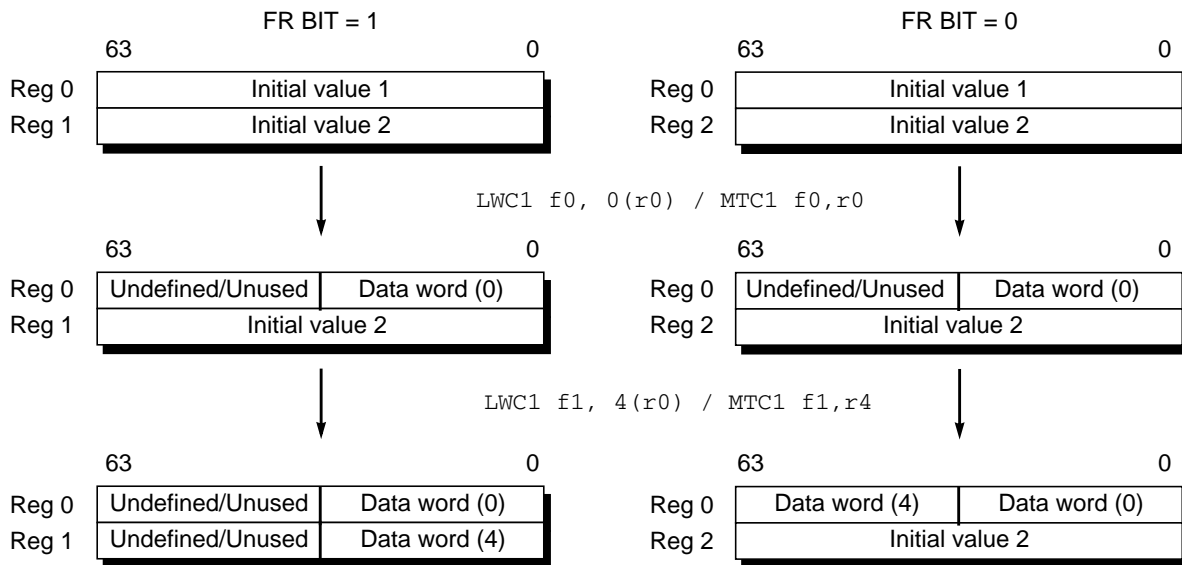 FR BIT = 1 FR BIT = 0
63 0 63 0
Reg 0 Initial value 1 Reg 0 Initial value 1
Reg 1 Initial value 2 Reg 2 Initial value 2
LWC1 f0, 0(r0) / MTC1 f0,r0
63 0 63 0
Reg 0 Undefined/Unused Data word (0) Reg 0 Undefined/Unused Data word (0)
Reg 1 Initial value 2 Reg 2 Initial value 2
LWC1 f1, 4(r0) / MTC1 f1,r4
63 0 63 0
Reg 0 Undefined/Unused Data word (0) Reg 0 Data word (4) Data word (0)
Reg 1 Undefined/Unused Data word (4) Reg 2 Initial value 2